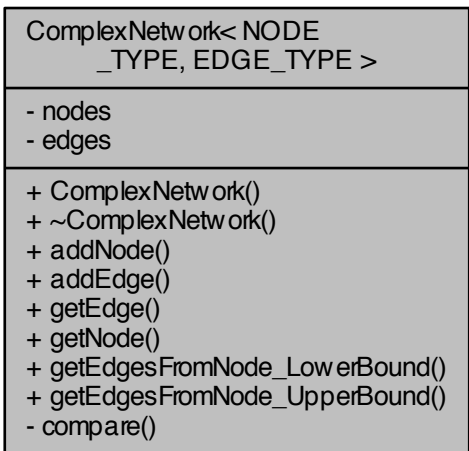 ComplexNetwork< NODE
_TYPE, EDGE_TYPE >
- nodes
- edges
+ ComplexNetwork()
+ ~ComplexNetwork()
+ addNode()
+ addEdge()
+ getEdge()
+ getNode()
+ getEdgesFromNode_LowerBound()
+ getEdgesFromNode_UpperBound()
- compare()